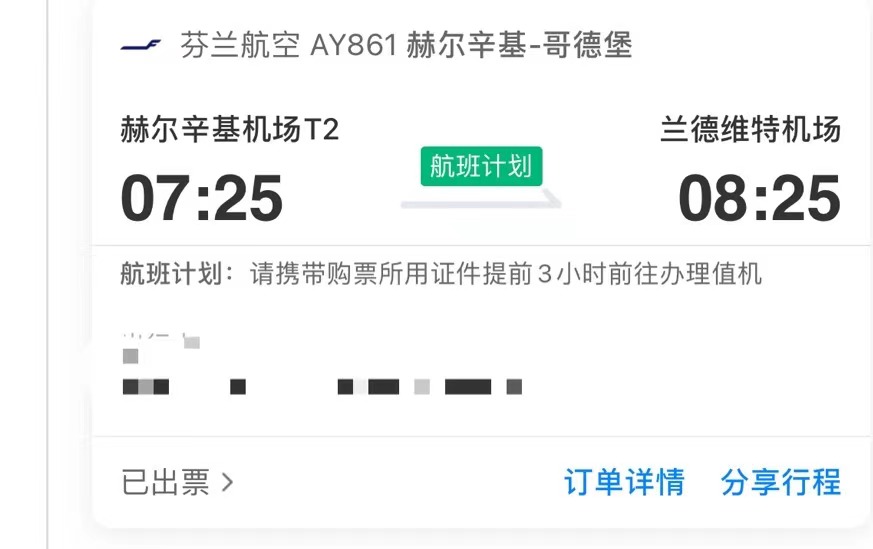 芬兰航空 AY861 赫尔辛基-哥德堡
赫尔辛基机场T2
兰德维特机场
航班计划
07:25
08:25
航班计划：请携带购票所用证件提前3小时前往办理值机
已出票
订单详情
分享行程